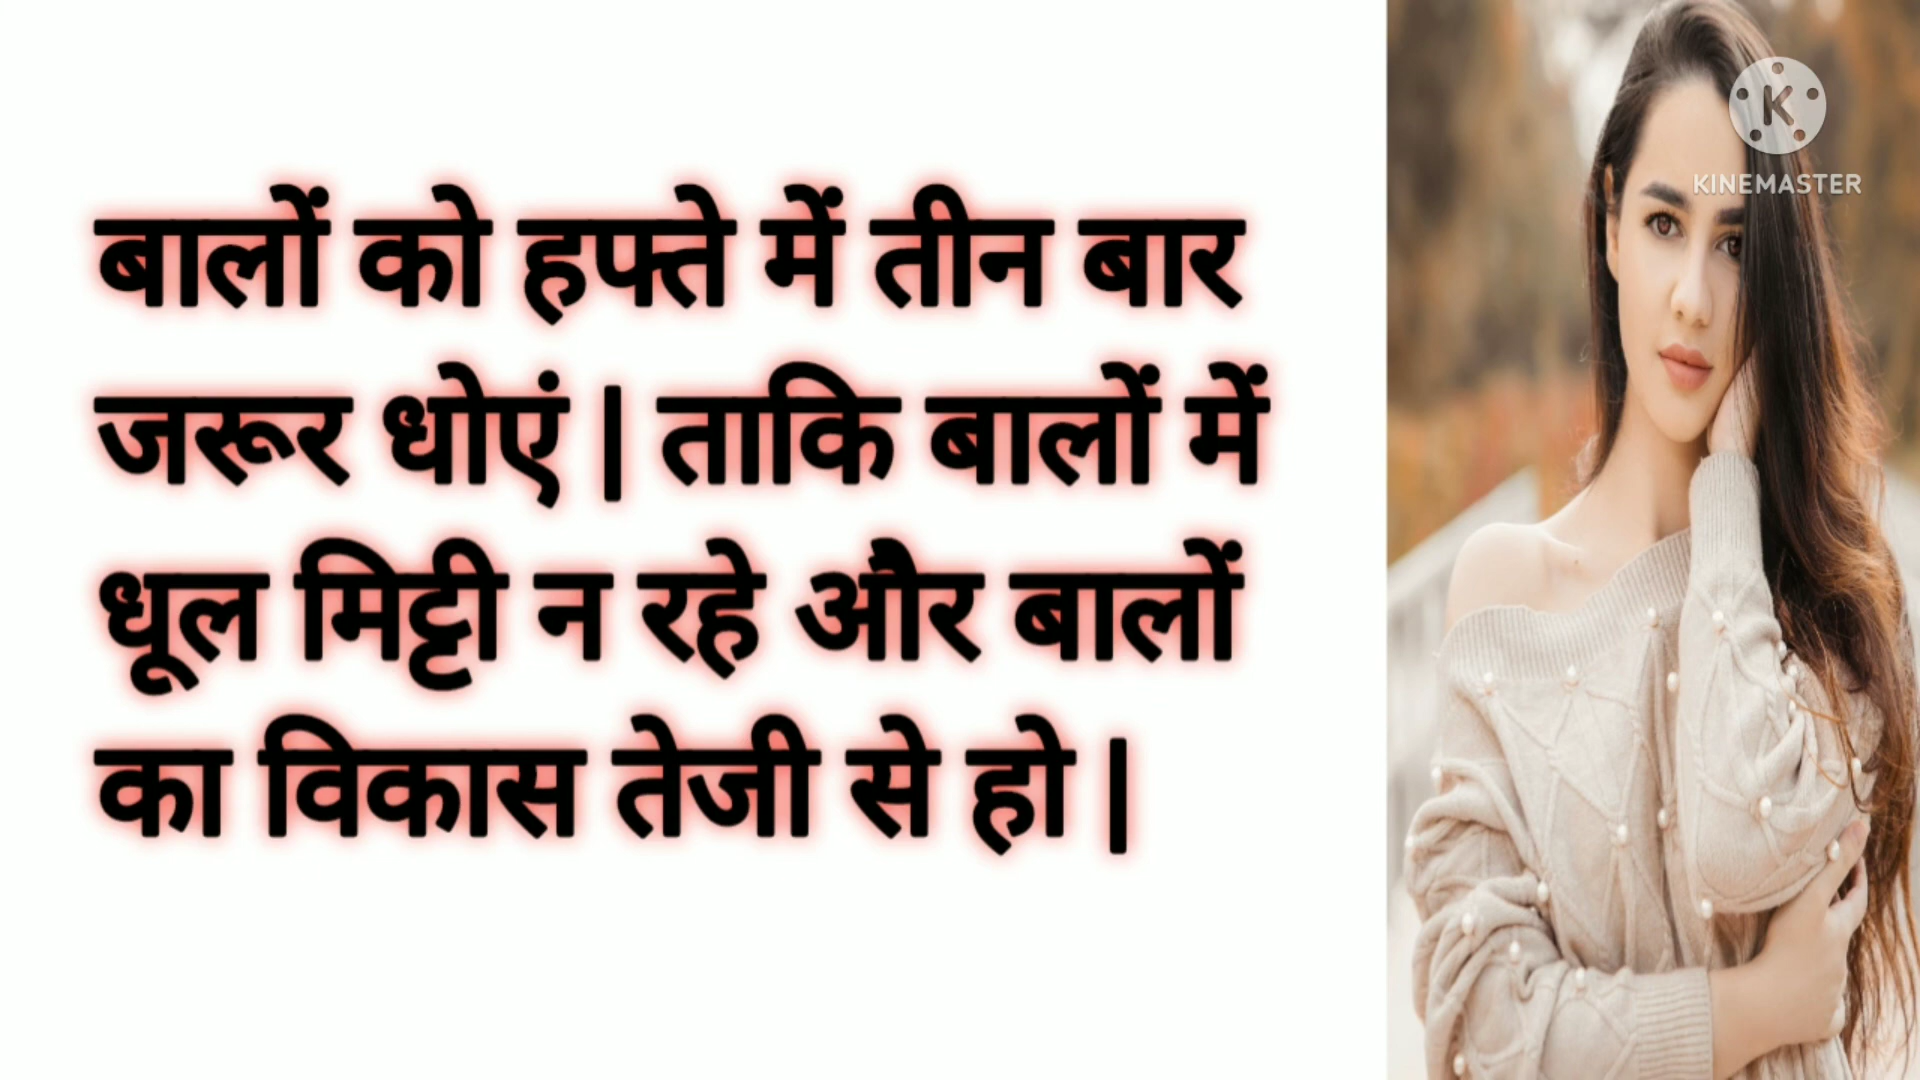 बालों को हफ्ते में तीन बार
जरूर धोएं | ताकि बालों में
धूल मिट्टी न रहे और बालों
का विकास तेजी से हो |
K
KINEMASTER